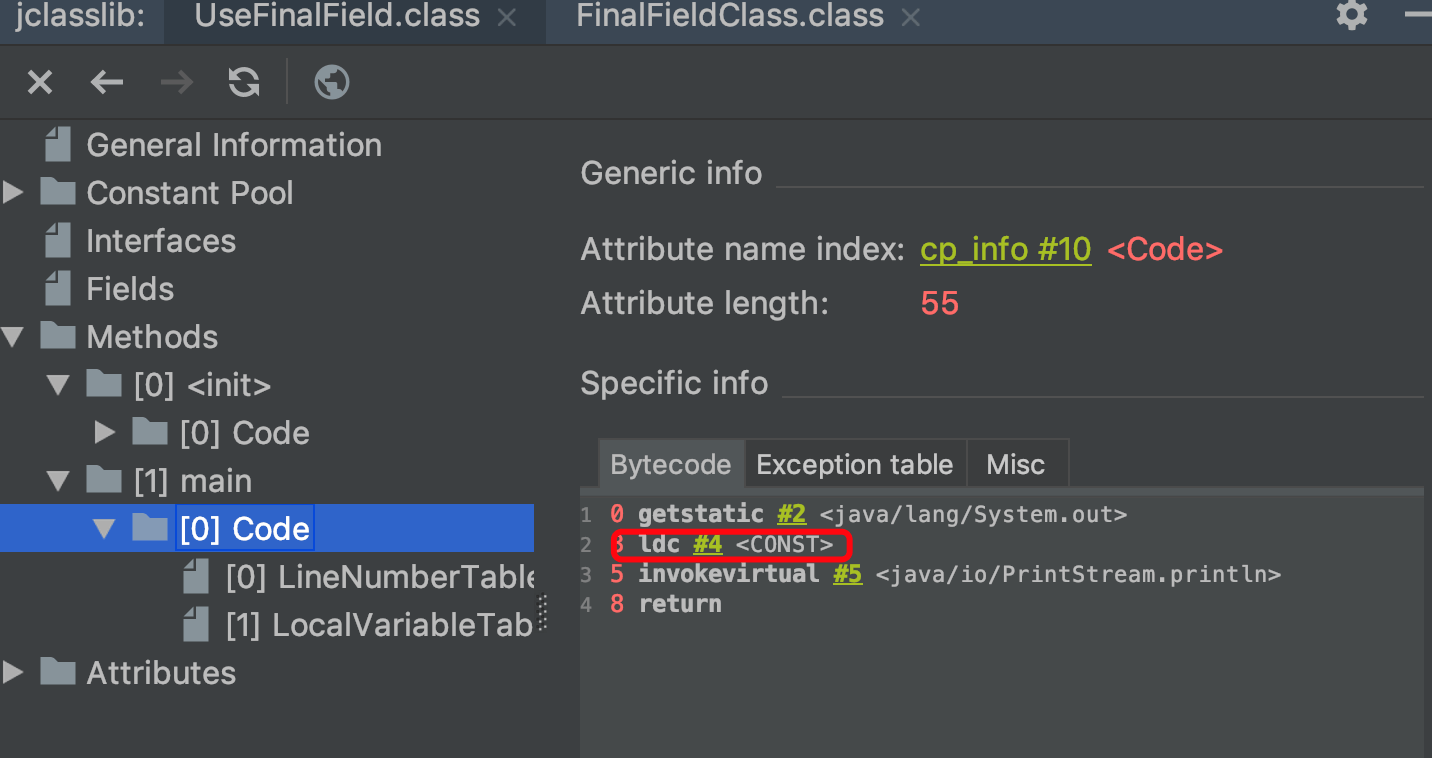 jclasslib: UseFinalField.class FinalFieldClass.class
General Information
Constant Pool
Interfaces
Fields
Methods
[0] <init>
[0] Code
[1] main
[0] Code
[0] LineNumberTable
[1] LocalVariableTab
Attributes
Generic info
Attribute name index: cp_info #10 <Code>
Attribute length: 55
Specific info
Bytecode Exception table Misc
1 0 getstatic #2 <java/lang/System.out>
2 3 ldc #4 <CONST>
3 5 invokevirtual #5 <java/io/PrintStream.println>
4 8 return